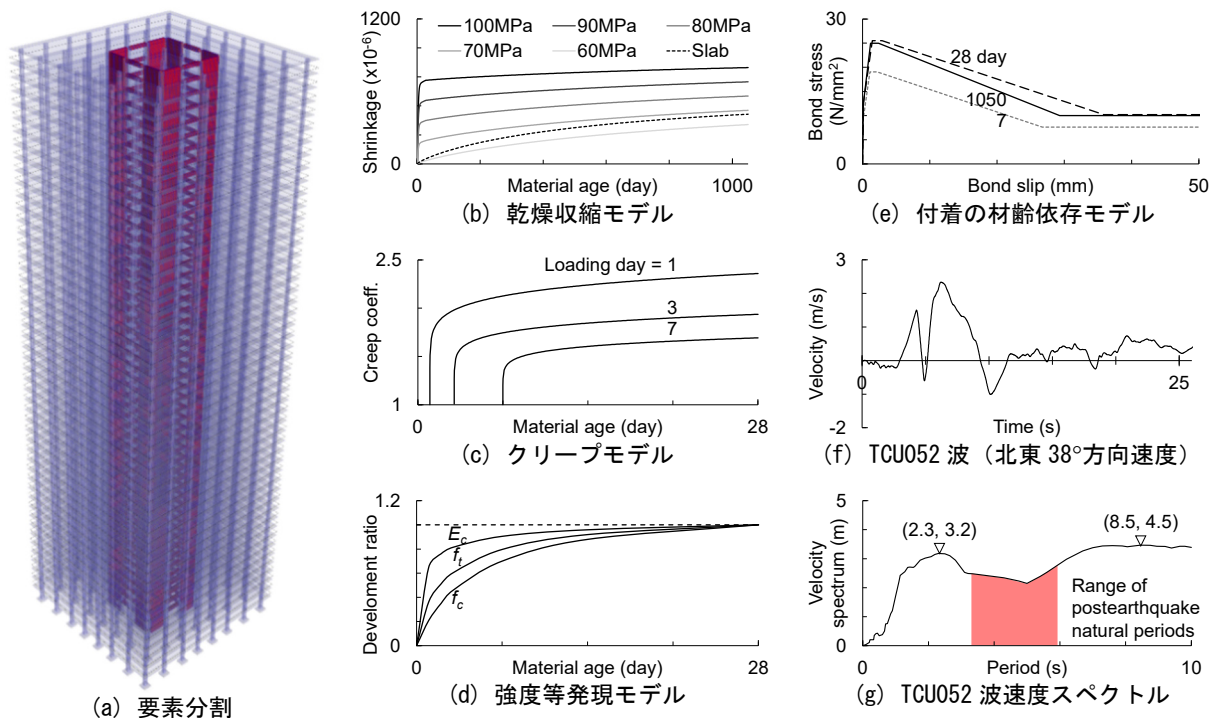 (a) 要素分割
1200
Shrinkage (x10⁻⁶)
0
100MPa 90MPa 80MPa
70MPa 60MPa Slab
0 Material age (day) 1000
(b) 乾燥収縮モデル
2.5
Creep coeff.
1
Loading day = 1
3
7
0 Material age (day) 28
(c) クリープモデル
1.2
Develoment ratio
0
E_c
f_t
f_c
0 Material age (day) 28
(d) 強度等発現モデル
30
Bond stress
(N/mm²)
0
28 day
1050
7
0 Bond slip (mm) 50
(e) 付着の材齢依存モデル
3
Velocity (m/s)
-2
0 25
Time (s)
(f) TCU052 波（北東 38°方向速度）
5
Velocity
spectrum (m)
0
(2.3, 3.2)
(8.5, 4.5)
Range of
postearthquake
natural periods
0 Period (s) 10
(g) TCU052 波速度スペクトル